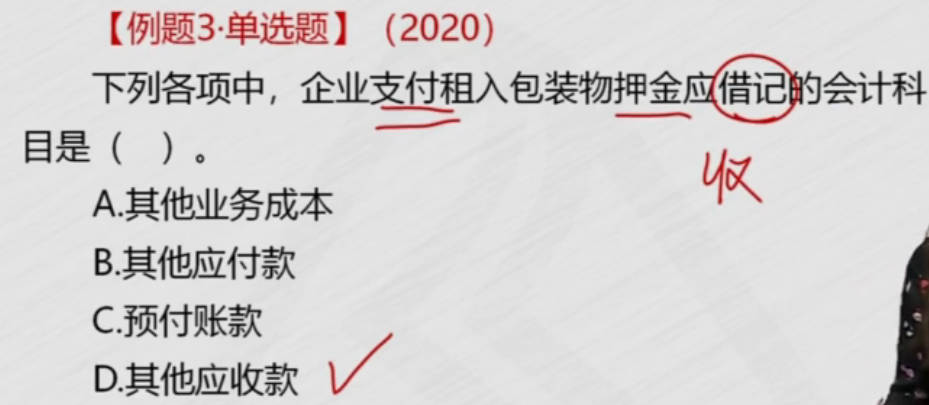 【例题3·单选题】（2020）
下列各项中，企业支付租入包装物押金应借记的会计科
目是（ ）。
收
A.其他业务成本
B.其他应付款
C.预付账款
D.其他应收款